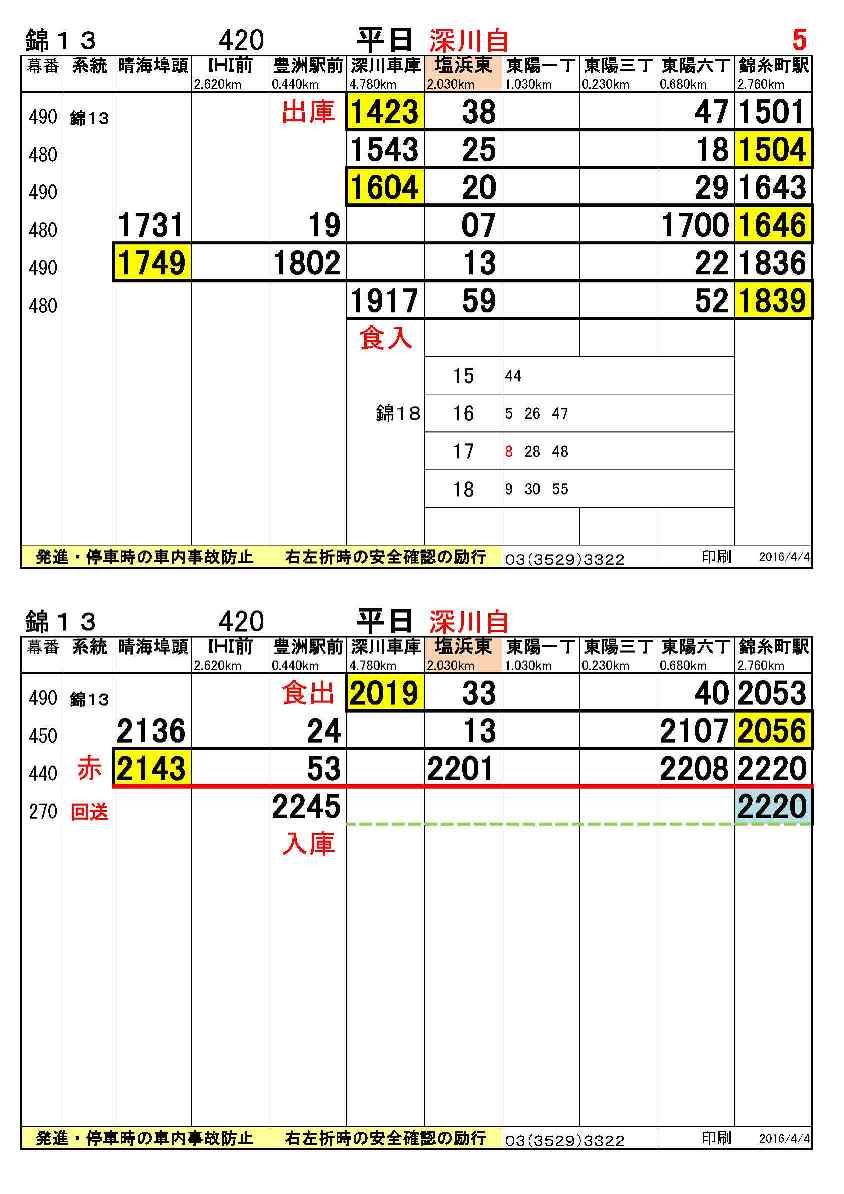 錦１３ 420 平日 深川自 5
幕番 系統 晴海埠頭 IHI前 豊洲駅前 深川車庫 塩浜東 東陽一丁 東陽三丁 東陽六丁 錦糸町駅
2.620km 0.440km 4.780km 2.030km 1.030km 0.230km 0.680km 2.760km
490 錦13 出庫 1423 38 47 1501
480 1543 25 18 1504
490 1604 20 29 1643
480 1731 19 07 1700 1646
490 1749 1802 13 22 1836
480 1917 59 52 1839
食入
15 44
錦18 16 5 26 47
17 8 28 48
18 9 30 55
発進・停車時の車内事故防止 右左折時の安全確認の励行 03(3529)3322 印刷 2016/4/4
錦１３ 420 平日 深川自
幕番 系統 晴海埠頭 IHI前 豊洲駅前 深川車庫 塩浜東 東陽一丁 東陽三丁 東陽六丁 錦糸町駅
2.620km 0.440km 4.780km 2.030km 1.030km 0.230km 0.680km 2.760km
490 錦13 食出 2019 33 40 2053
450 2136 24 13 2107 2056
440 赤 2143 53 2201 2208 2220
270 回送 2245 2220
入庫
発進・停車時の車内事故防止 右左折時の安全確認の励行 03(3529)3322 印刷 2016/4/4